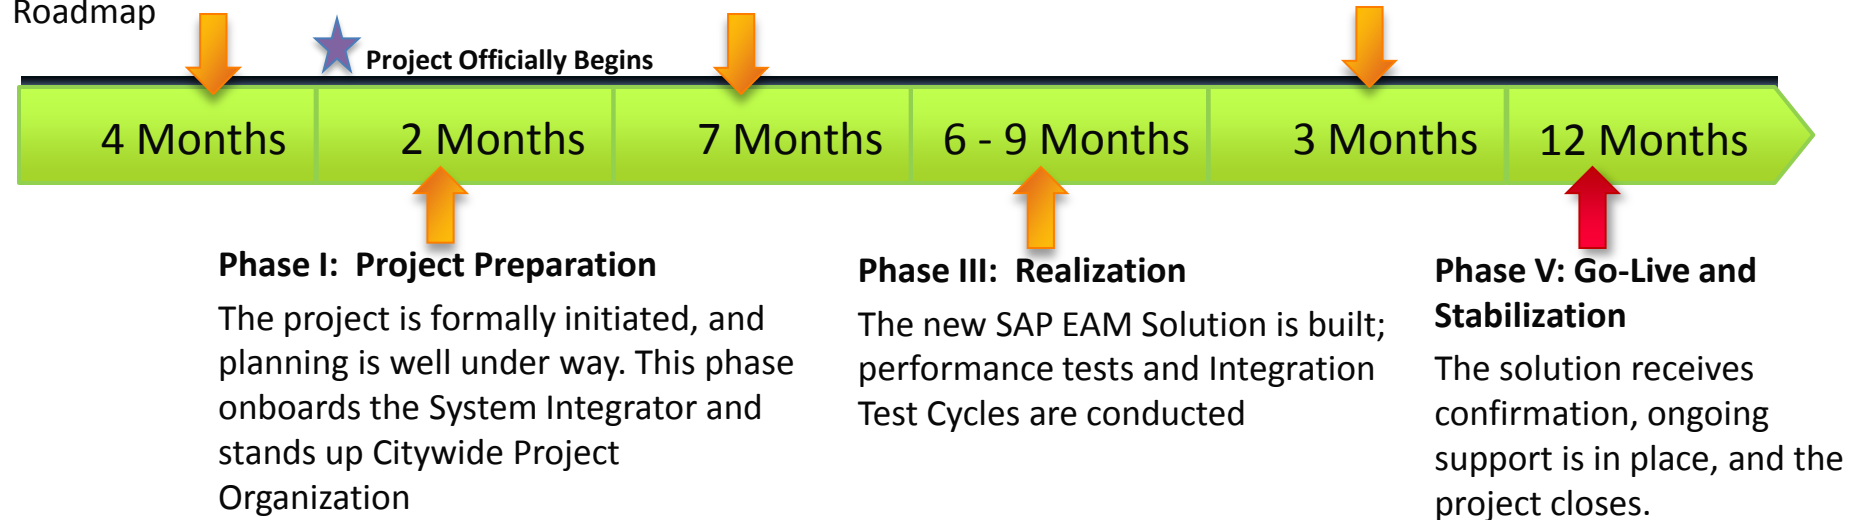 Roadmap
Project Officially Begins
4 Months
2 Months
7 Months
6 - 9 Months
3 Months
12 Months
Phase I:  Project Preparation
The project is formally initiated, and
planning is well under way. This phase
onboards the System Integrator and
stands up Citywide Project
Organization
Phase III:  Realization
The new SAP EAM Solution is built;
performance tests and Integration
Test Cycles are conducted
Phase V: Go-Live and
Stabilization
The solution receives
confirmation, ongoing
support is in place, and the
project closes.